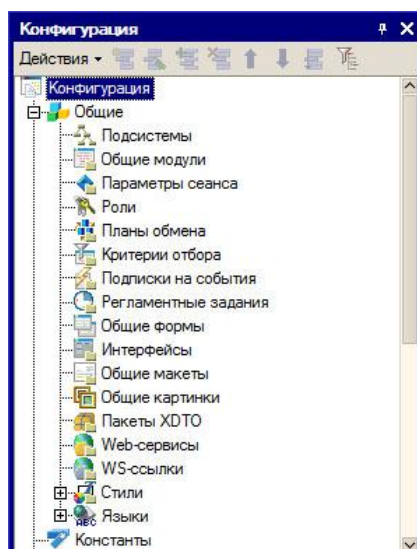 Конфигурация
Действия
Конфигурация
Общие
Подсистемы
Общие модули
Параметры сеанса
Роли
Планы обмена
Критерии отбора
Подписки на события
Регламентные задания
Общие формы
Интерфейсы
Общие макеты
Общие картинки
Пакеты XDTO
Web-сервисы
WS-ссылки
Стили
ABC Языки
Константы